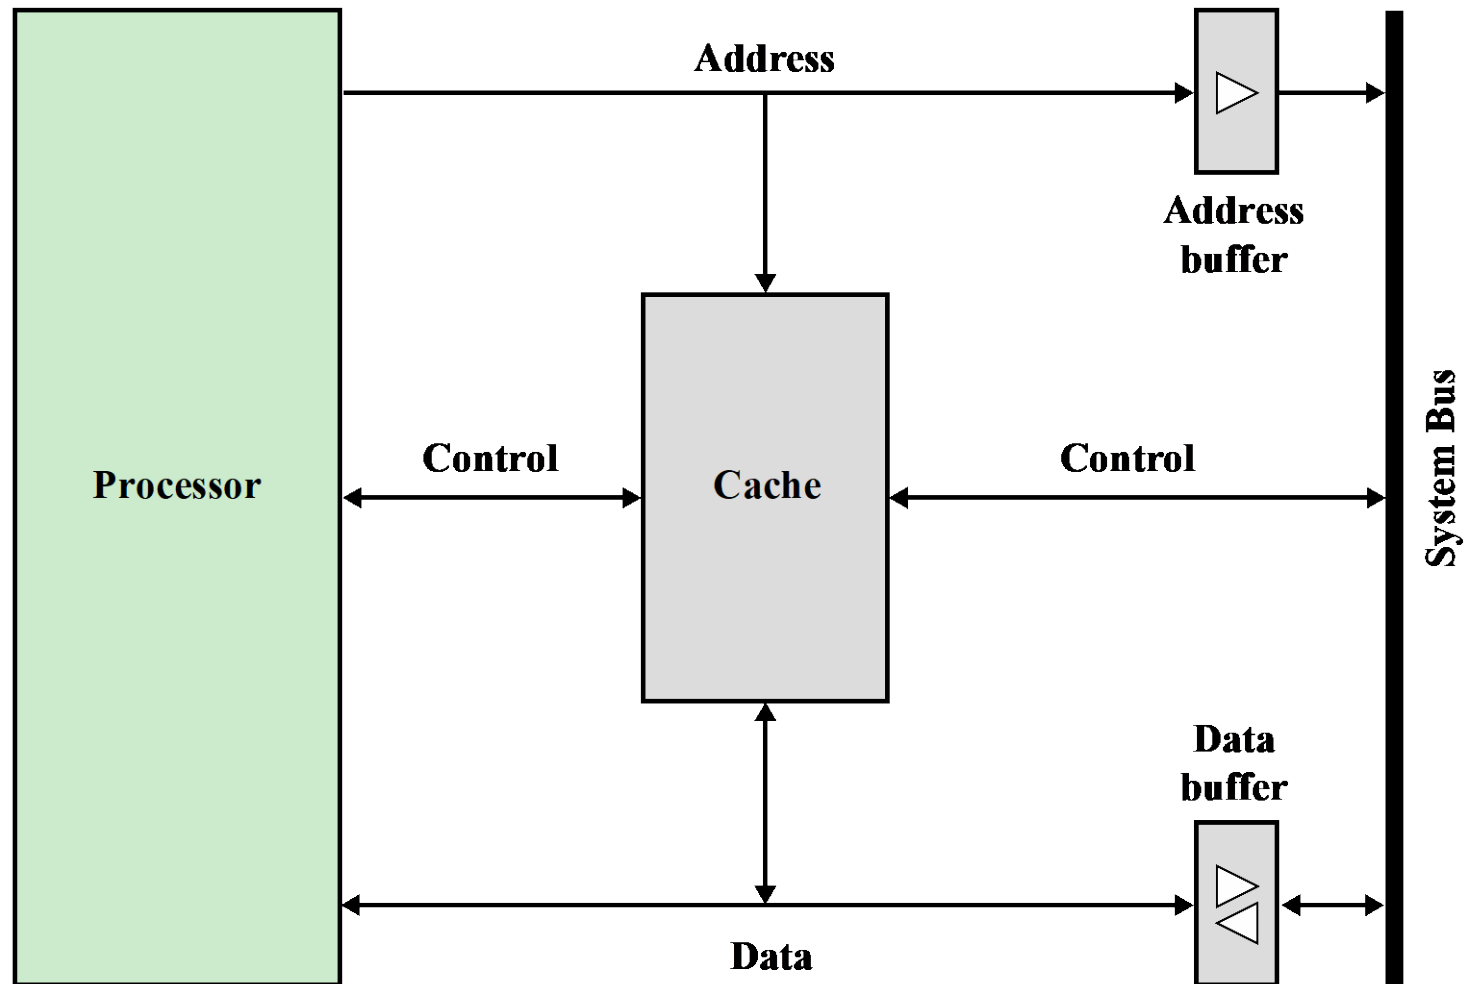 Address
Address
buffer
Control
Control
Processor
Cache
System Bus
Data
buffer
Data